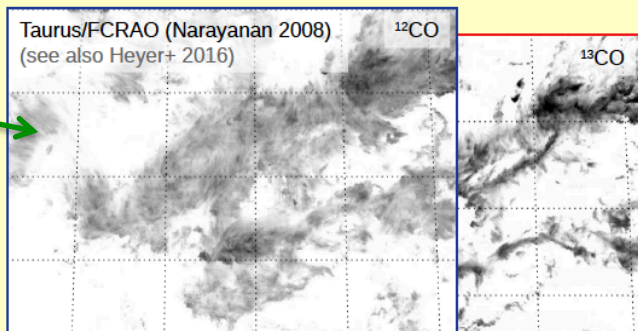 Taurus/FCRAO (Narayanan 2008) ¹²CO
(see also Heyer+ 2016)
¹³CO